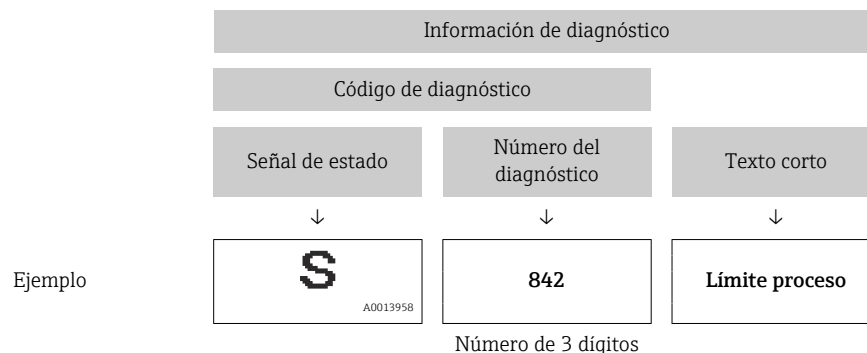 Información de diagnóstico
Código de diagnóstico
Señal de estado
Número del
diagnóstico
Texto corto
↓ ↓ ↓
Ejemplo
S
A0013958
842
Límite proceso
Número de 3 dígitos